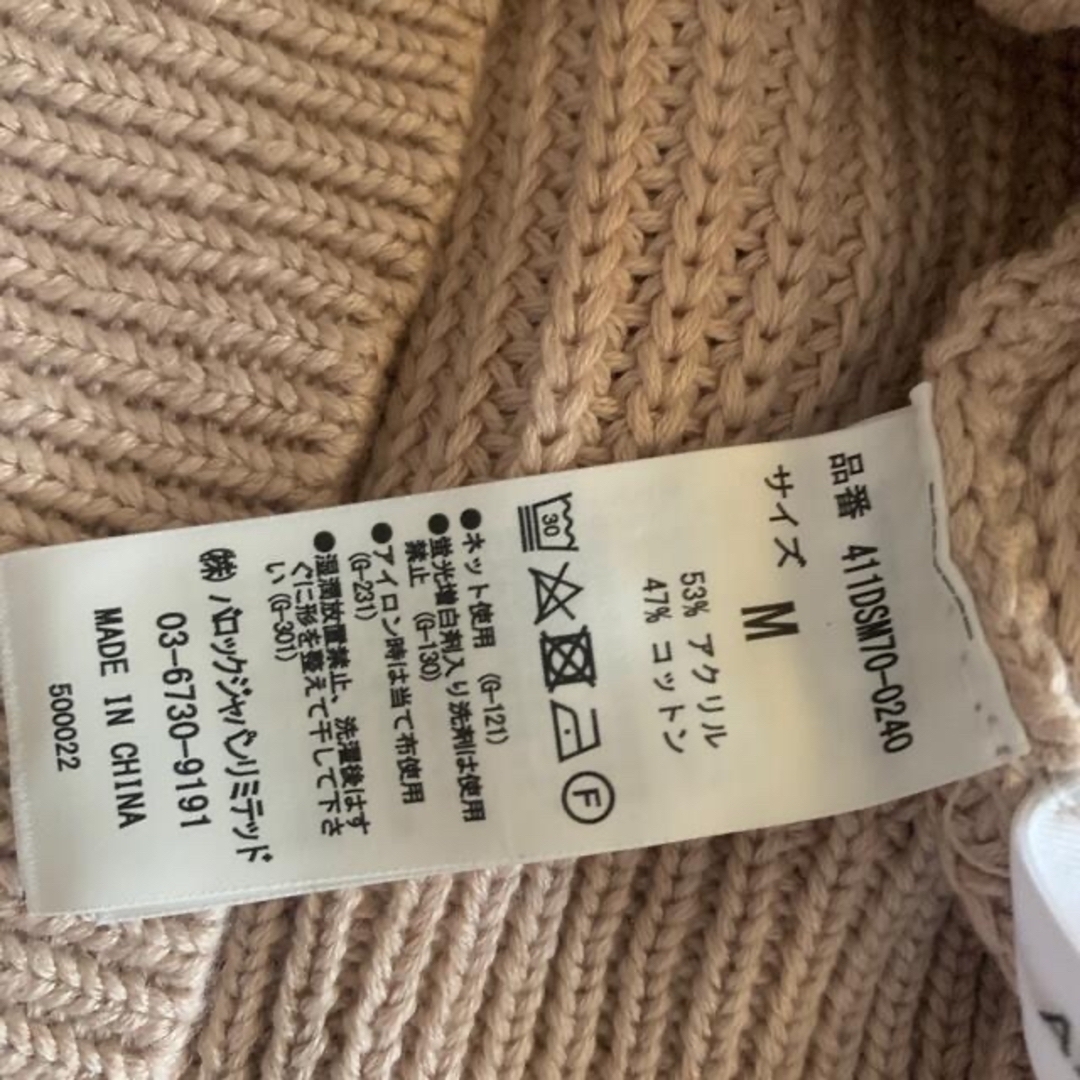 品番 411DSM70-0240
サイズ
M
53% アクリル
47% コットン
30
F
●ネット使用 (G-121)
●蛍光増白剤入り洗剤は使用
禁止 (G-130)
●アイロン時は当て布使用
(G-231)
●湿潤放置禁止、洗濯後はす
ぐに形を整えて干して下さ
い (G-301)
㈱ バロックジャパンリミテッド
03-6730-9191
MADE IN CHINA
500022